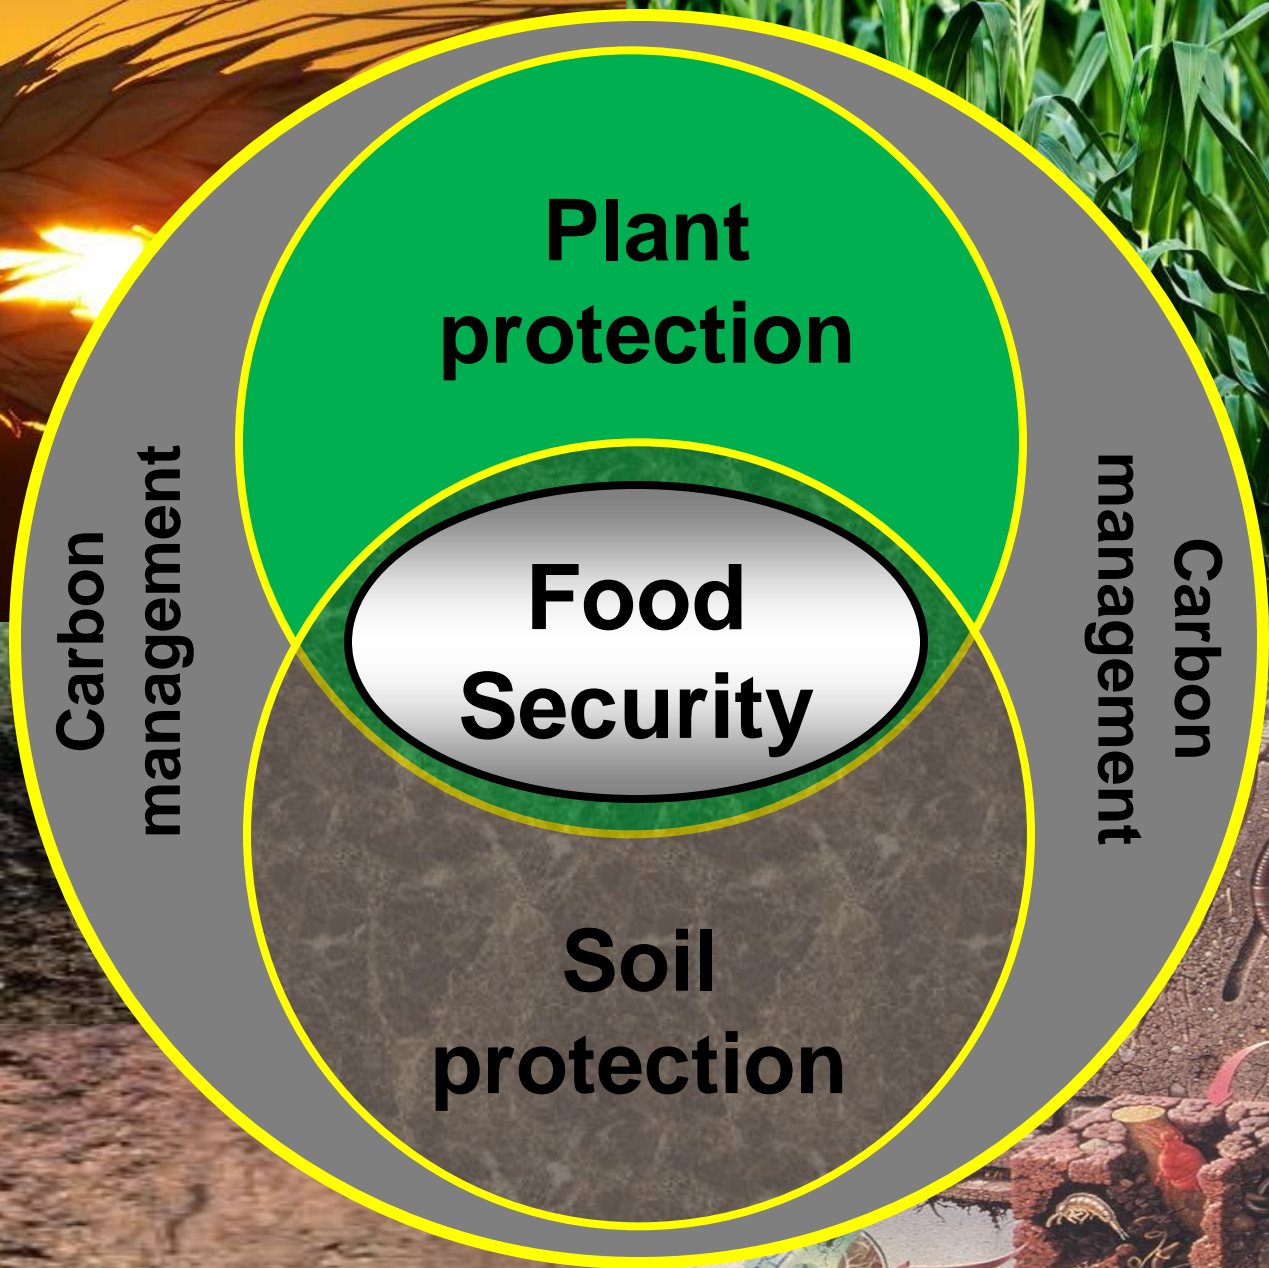 Plant
protection
Carbon
management
Food
Security
Carbon
management
Soil
protection